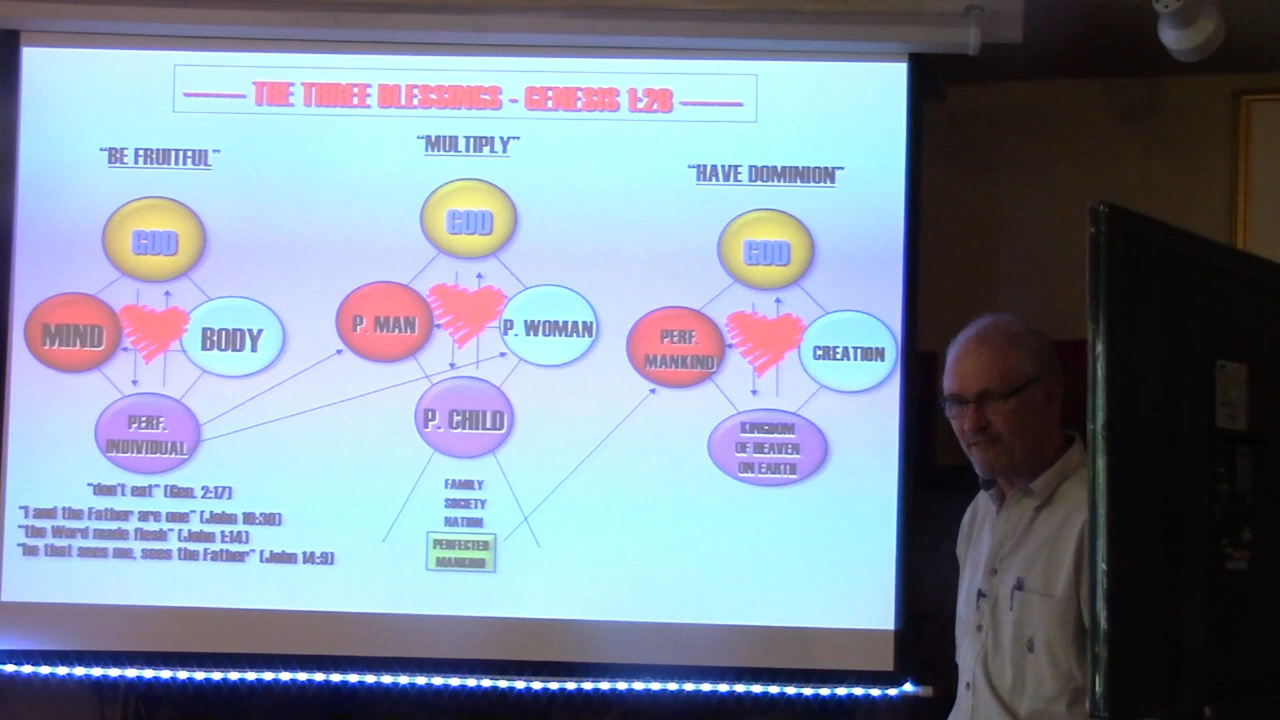 THE THREE BLESSINGS - GENESIS 1:28
"BE FRUITFUL"
"MULTIPLY"
"HAVE DOMINION"
GOD
MIND
BODY
PERF.
INDIVIDUAL
"don't eat" (Gen. 2:17)
"I and the Father are one" (John 10:30)
"the Word made flesh" (John 1:14)
"he that sees me, sees the Father" (John 14:9)
GOD
P. MAN
P. WOMAN
P. CHILD
FAMILY
SOCIETY
NATION
PERFECTED
MANKIND
GOD
PERF.
MANKIND
CREATION
KINGDOM
OF HEAVEN
ON EARTH